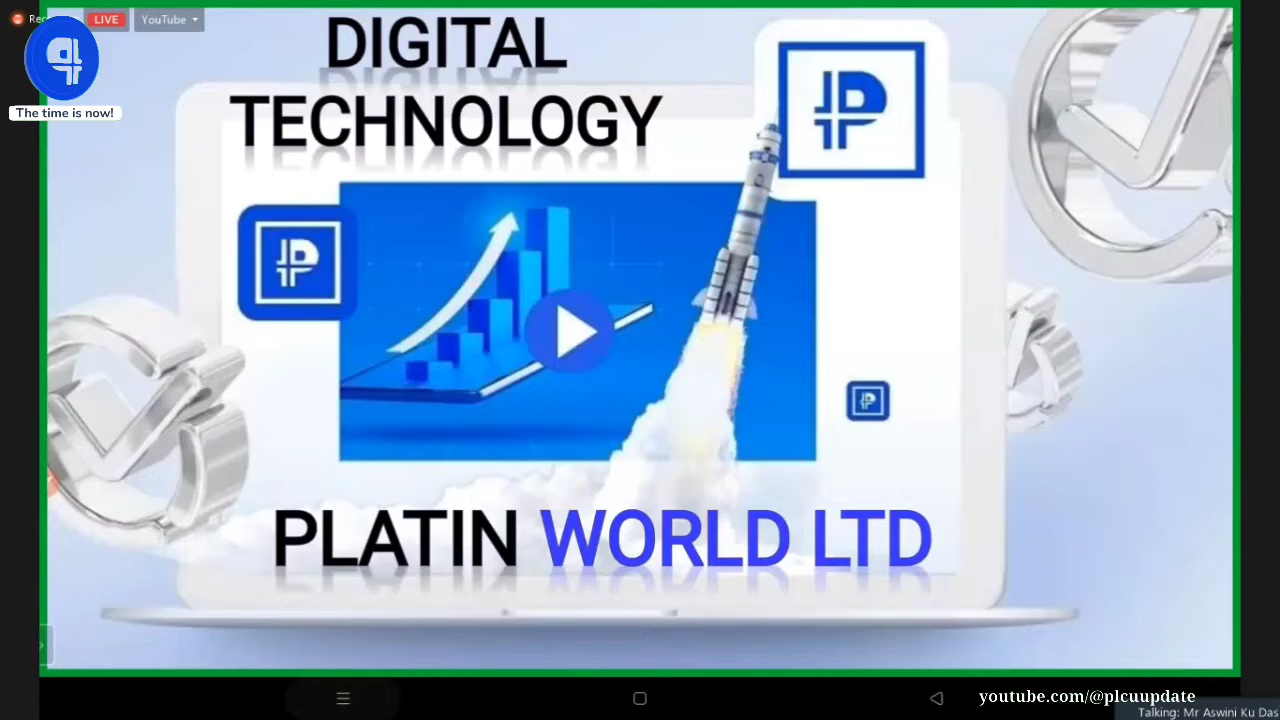 LIVE
YouTube
The time is now!
DIGITAL
TECHNOLOGY
PLATIN WORLD LTD
youtube.com/@plcuupdate
Talking: Mr Aswini Ku Das